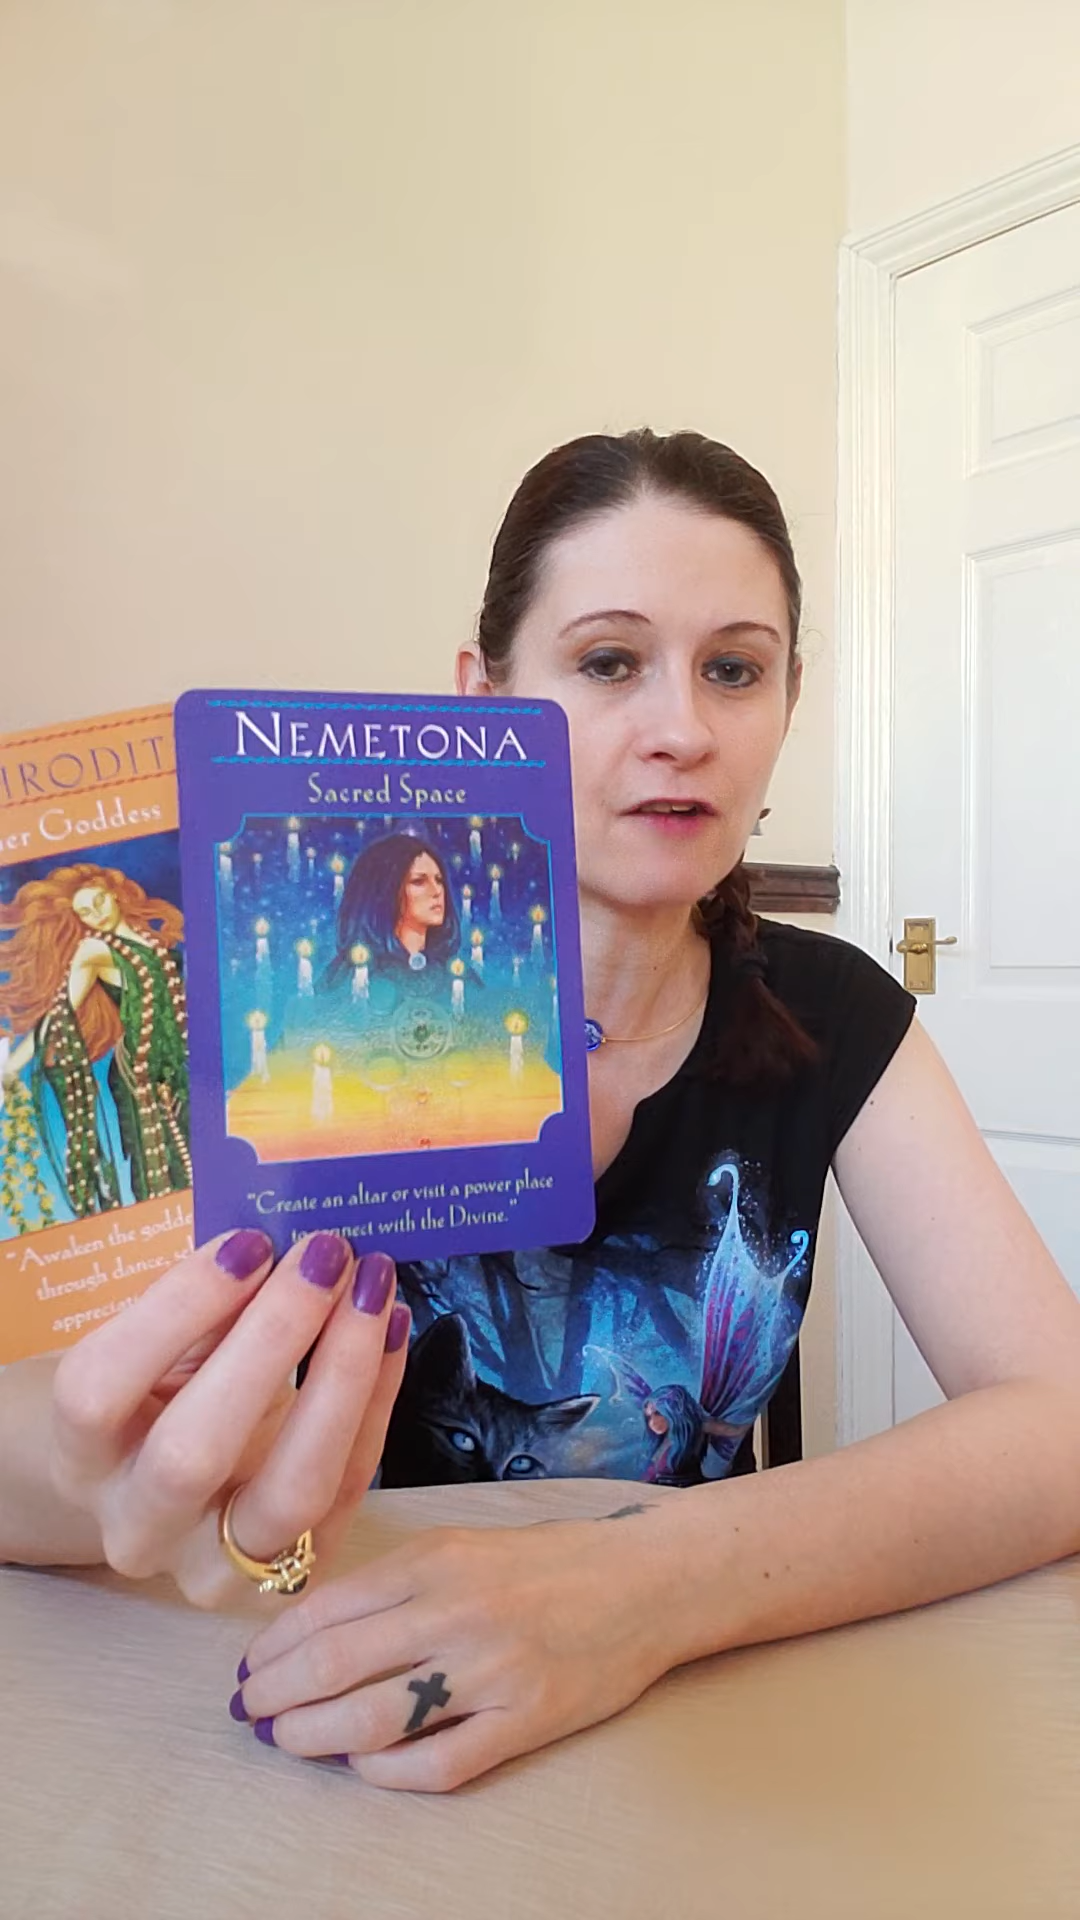 NEMETONA
Sacred Space
"Create an altar or visit a power place
to connect with the Divine."
IRODIT
er Goddess
"Awaken the godde
through dance, sel
appreciati